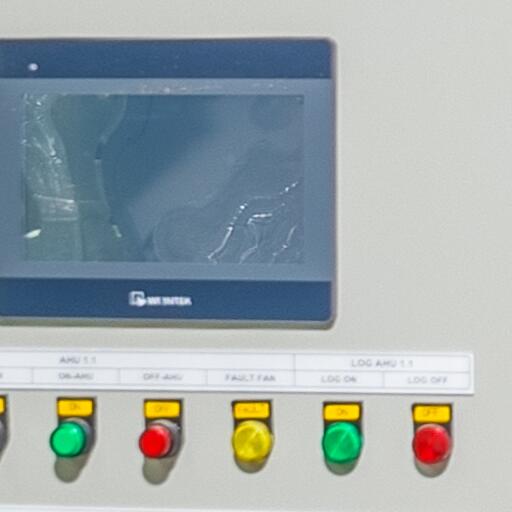 WEINTEK
AHU 1.1
LOG AHU 1.1
ON-AHU
OFF-AHU
FAULT FAN
LOG ON
LOG OFF
ON
OFF
FAULT
ON
OFF